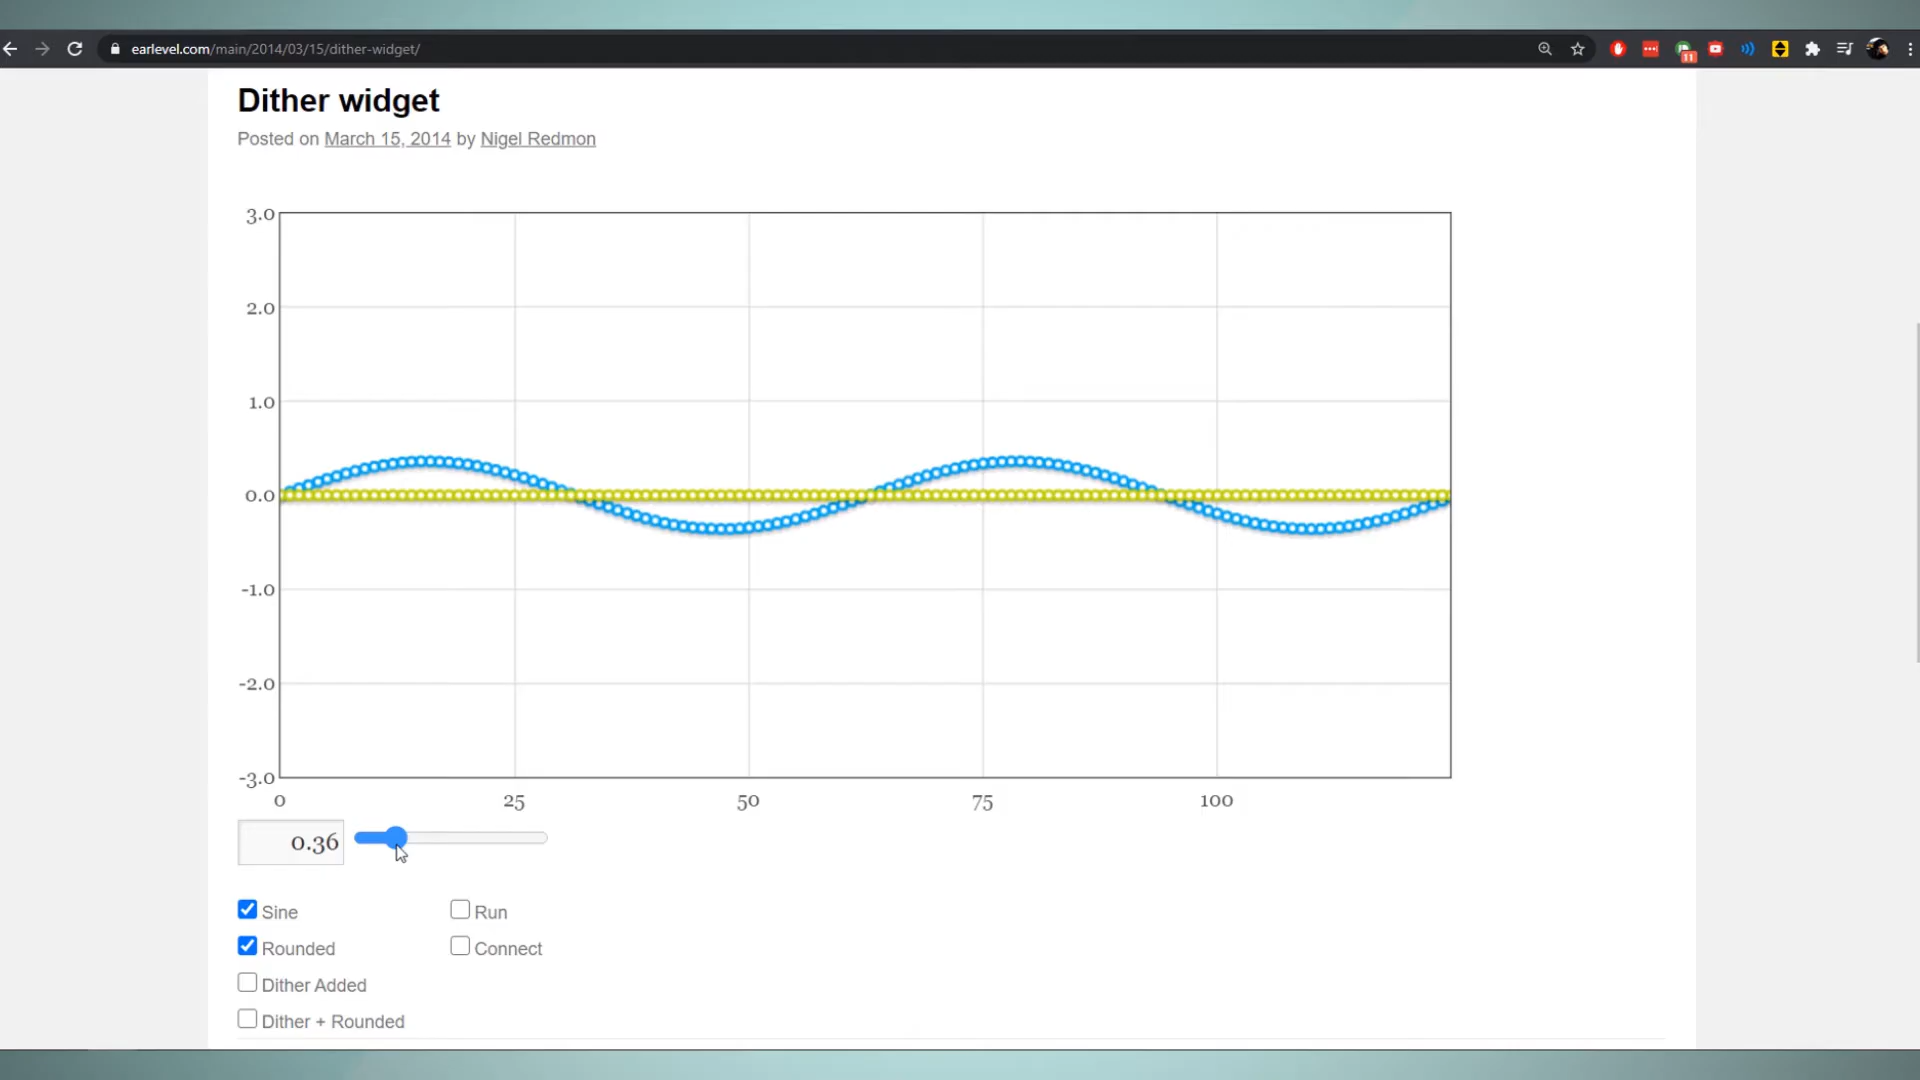 earlevel.com/main/2014/03/15/dither-widget/
11
Dither widget
Posted on March 15, 2014 by Nigel Redmon
3.0
2.0
1.0
0.0
-1.0
-2.0
-3.0
0 25 50 75 100
0.36
Sine Run
Rounded Connect
Dither Added
Dither + Rounded